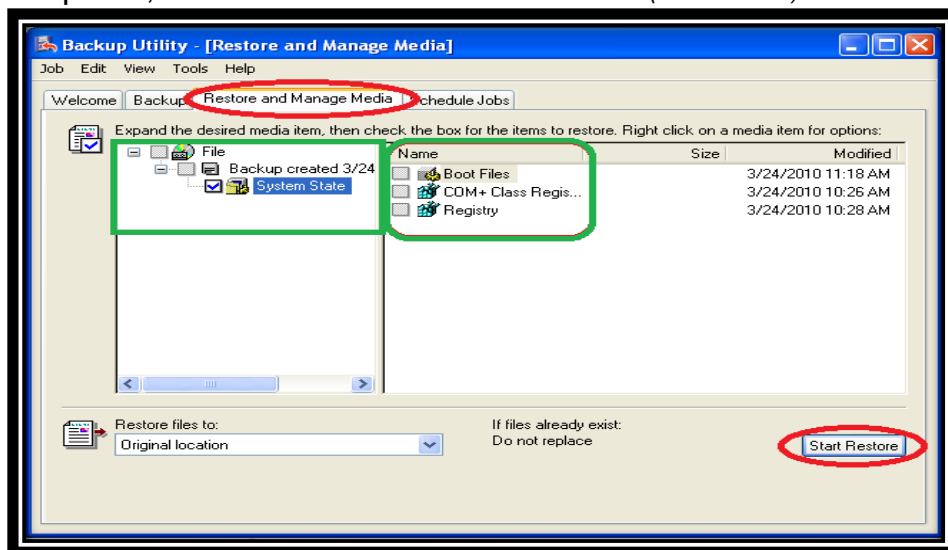 Backup Utility - [Restore and Manage Media]
Job Edit View Tools Help
Welcome Backup Restore and Manage Media Schedule Jobs
Expand the desired media item, then check the box for the items to restore. Right click on a media item for options:
File
Backup created 3/24
System State
Name Size Modified
Boot Files 3/24/2010 11:18 AM
COM+ Class Regis... 3/24/2010 10:26 AM
Registry 3/24/2010 10:28 AM
Restore files to:
Original location
If files already exist:
Do not replace
Start Restore